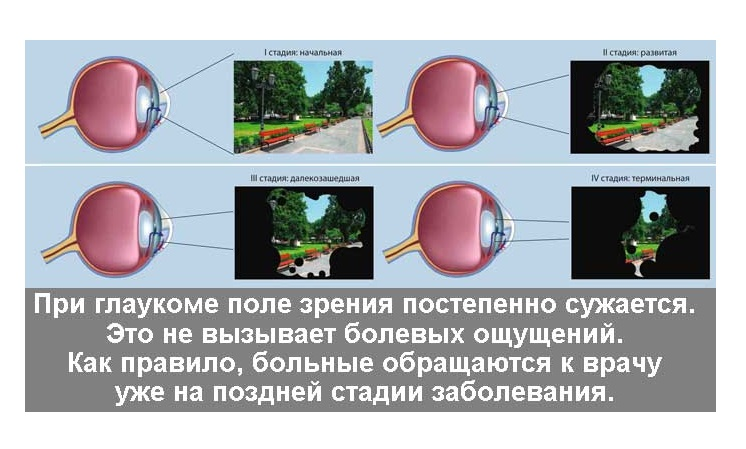 I стадия: начальная
II стадия: развитая
III стадия: далекозашедшая
IV стадия: терминальная
При глаукоме поле зрения постепенно сужается.
Это не вызывает болевых ощущений.
Как правило, больные обращаются к врачу
уже на поздней стадии заболевания.